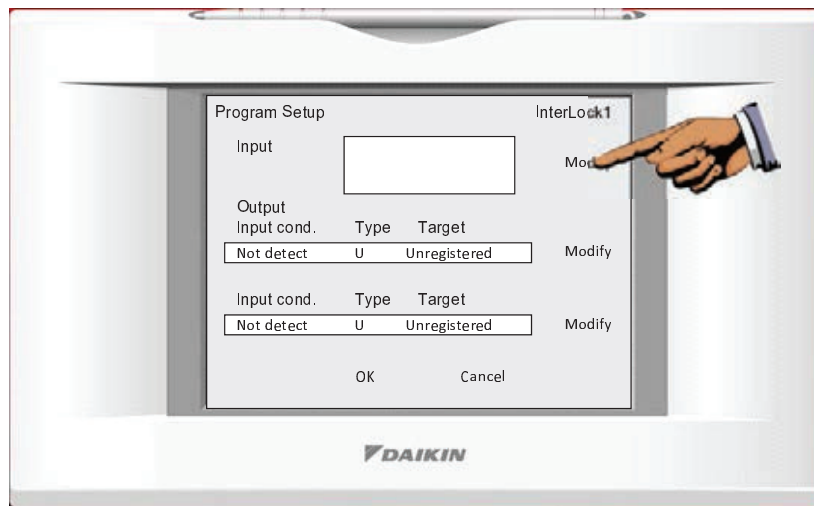 Program Setup InterLock1
Input
Output
Input cond. Type Target
Not detect U Unregistered Modify
Input cond. Type Target
Not detect U Unregistered Modify
OK Cancel
DAIKIN